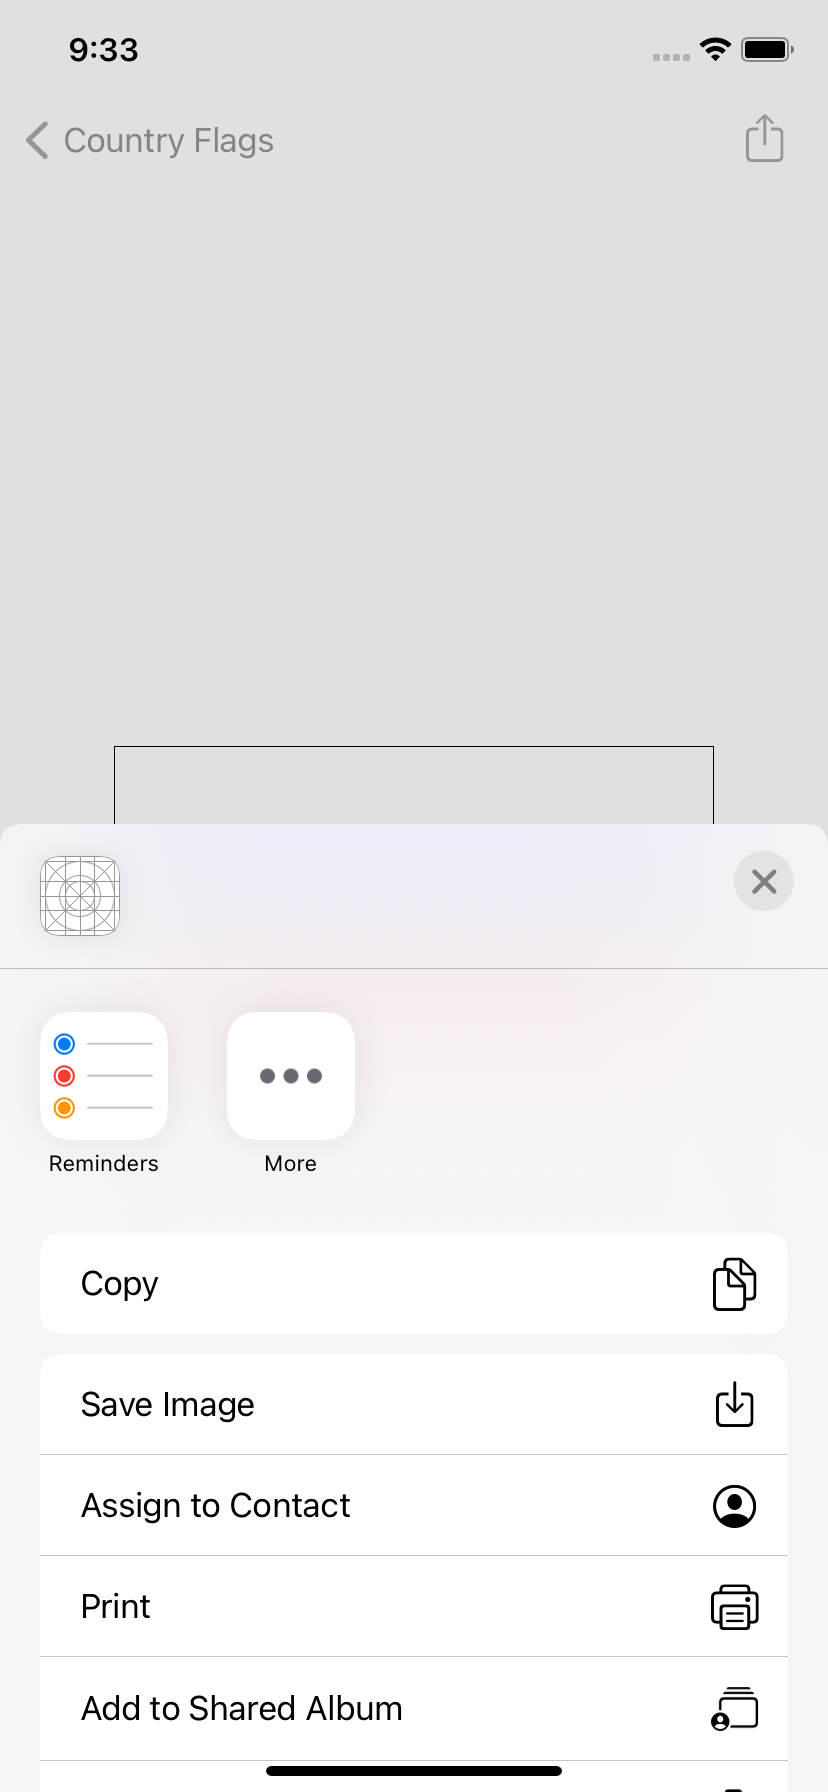 9:33
Country Flags
Reminders
More
Copy
Save Image
Assign to Contact
Print
Add to Shared Album